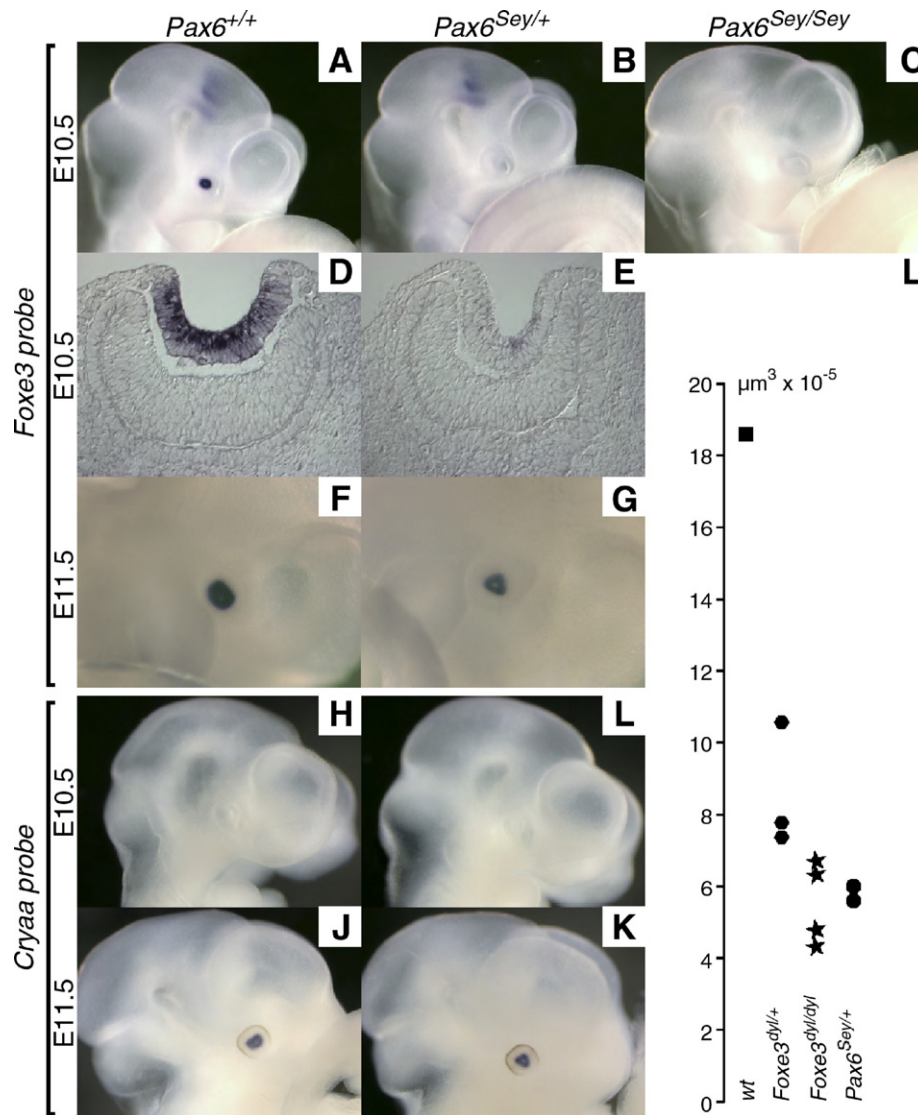 Pax6+/+
Pax6Sey/+
Pax6Sey/Sey
A
B
C
E10.5
D
E
L
E10.5
Foxe3 probe
F
G
E11.5
H
L
E10.5
Cryaa probe
J
K
E11.5
µm3 x 10-5
20
18
16
14
12
10
8
6
4
2
0
wt
Foxe3dyl/+
Foxe3dyl/dyl
Pax6Sey/+